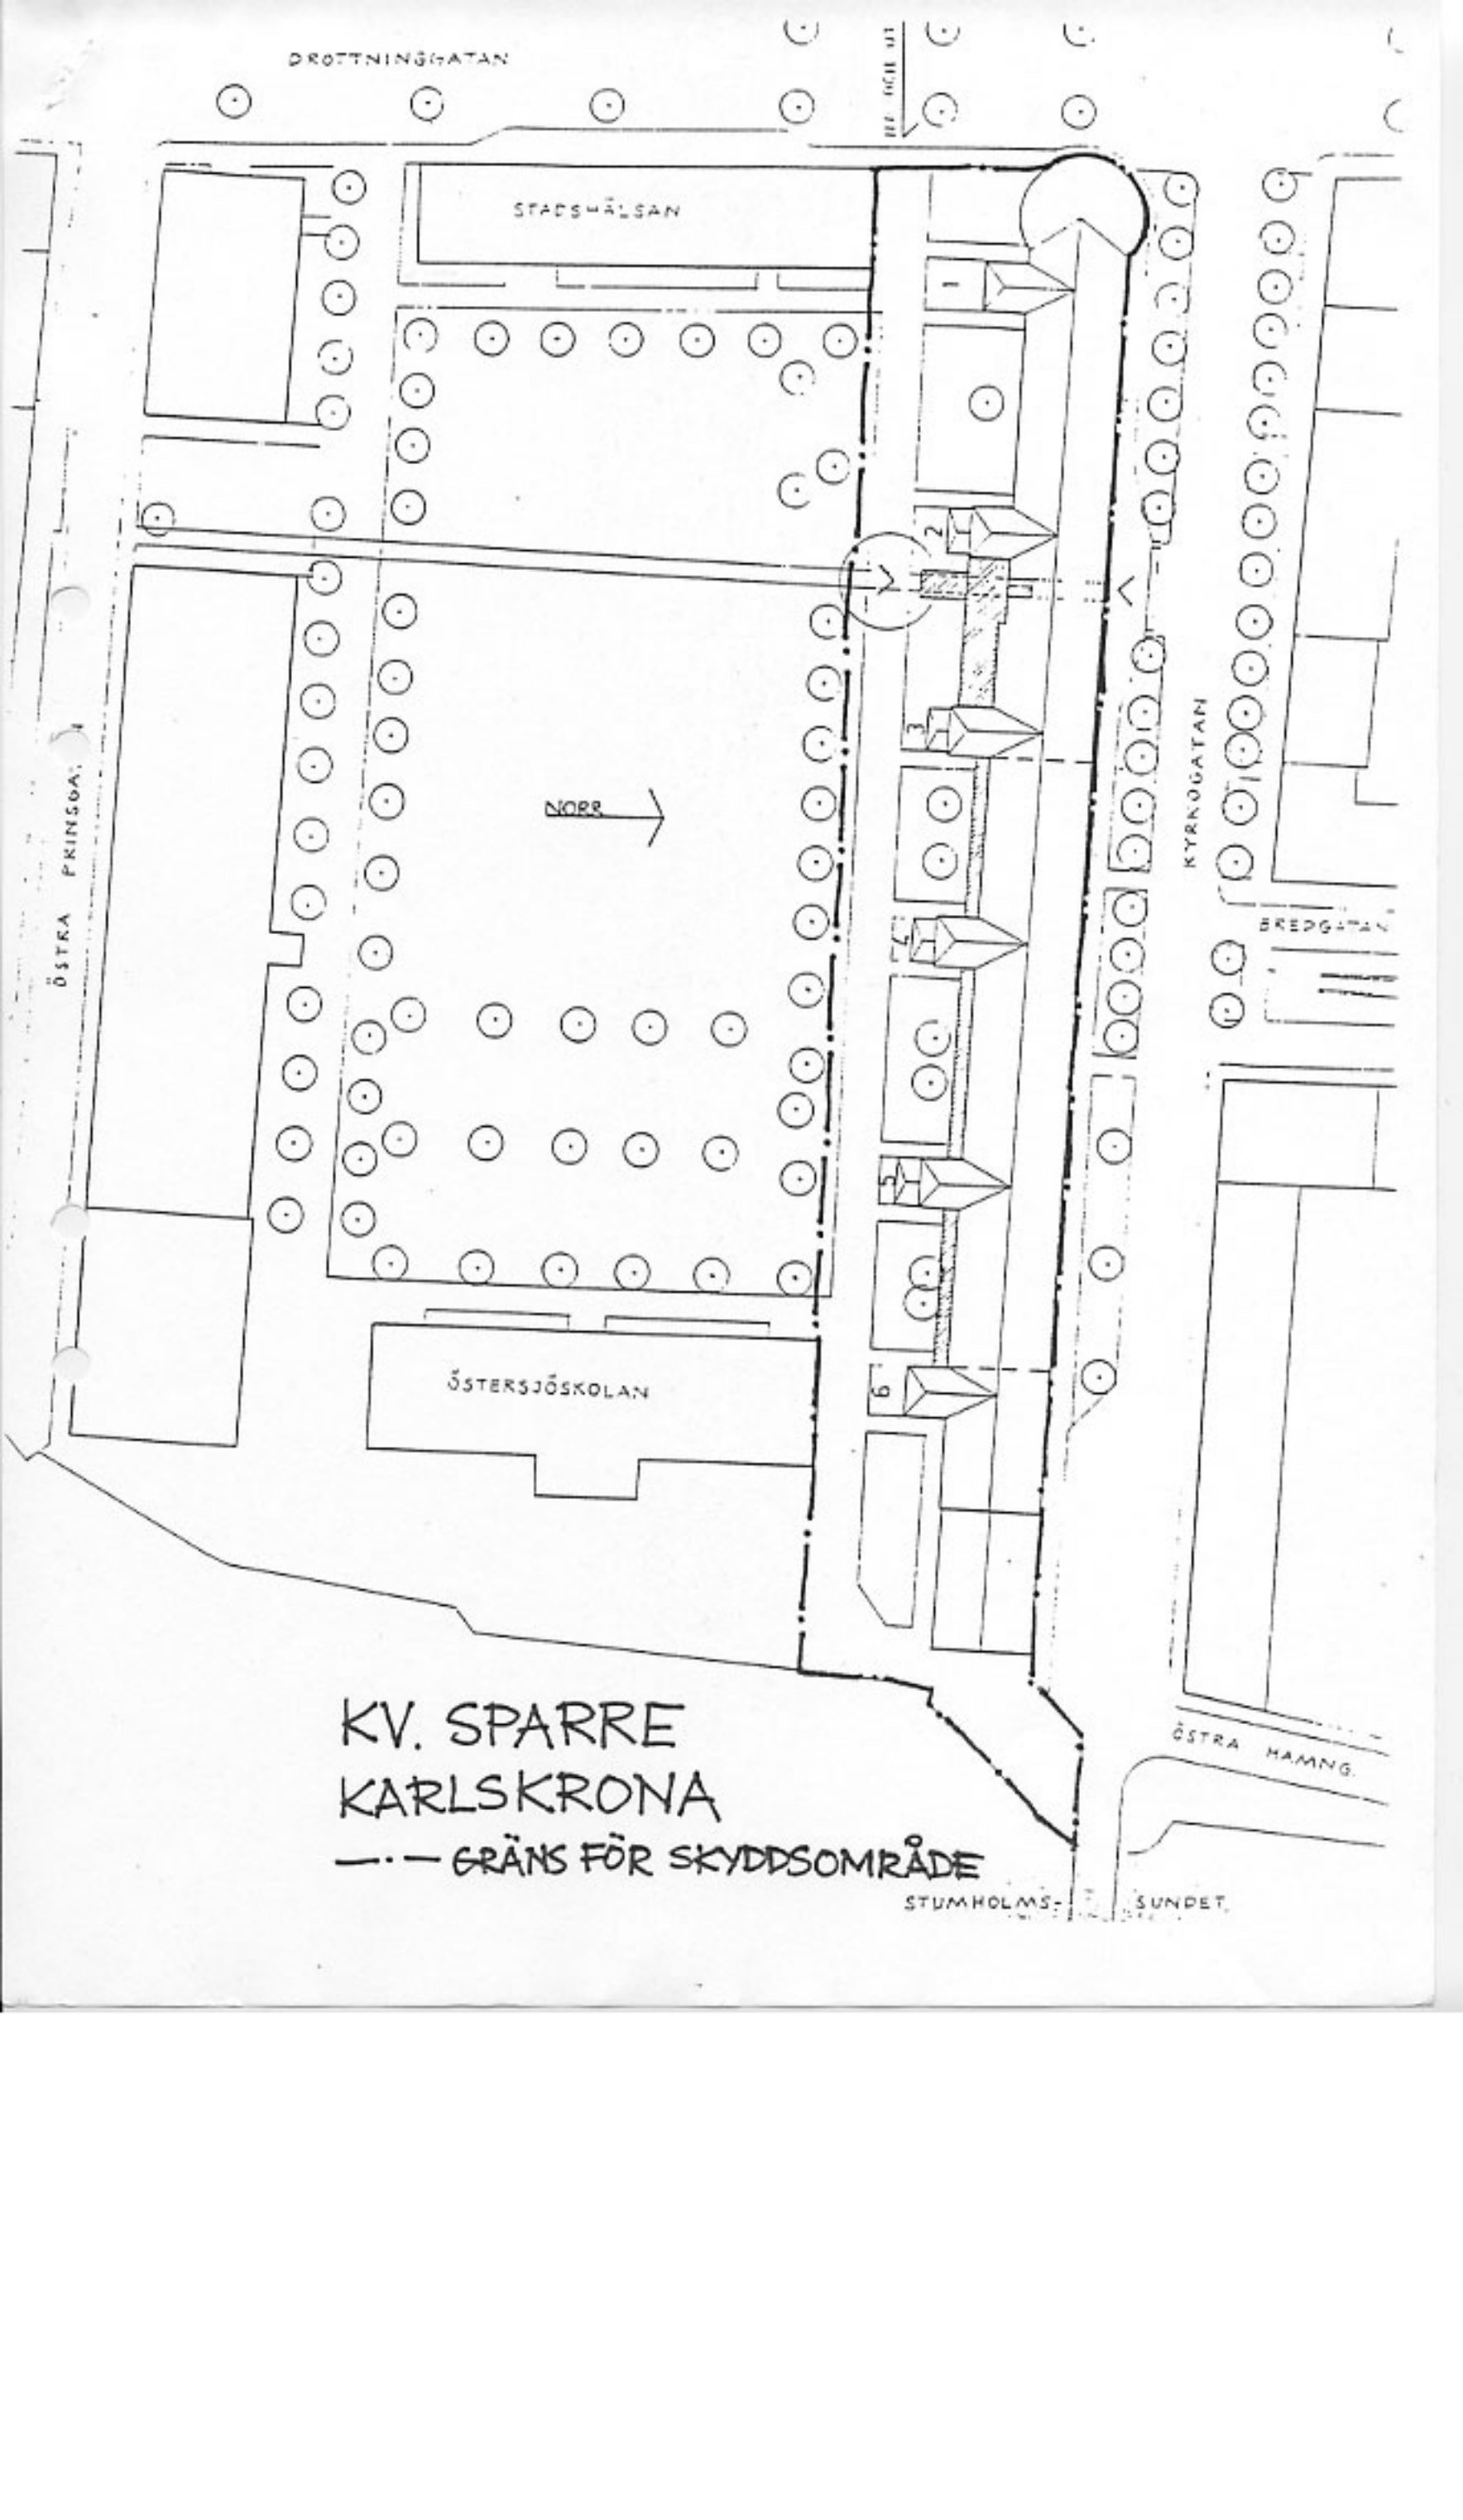 DROTTNINGGATAN
STADSHÄLSAN
1
2
3
NORR
ÖSTRA PRINSGA
KYRKOGATAN
BREDGATAN
4
5
6
ÖSTERSJÖSKOLAN
KV. SPARRE
KARLSKRONA
GRÄNS FÖR SKYDDSOMRÅDE
ÖSTRA HAMNG.
STUMHOLMS- SUNDET